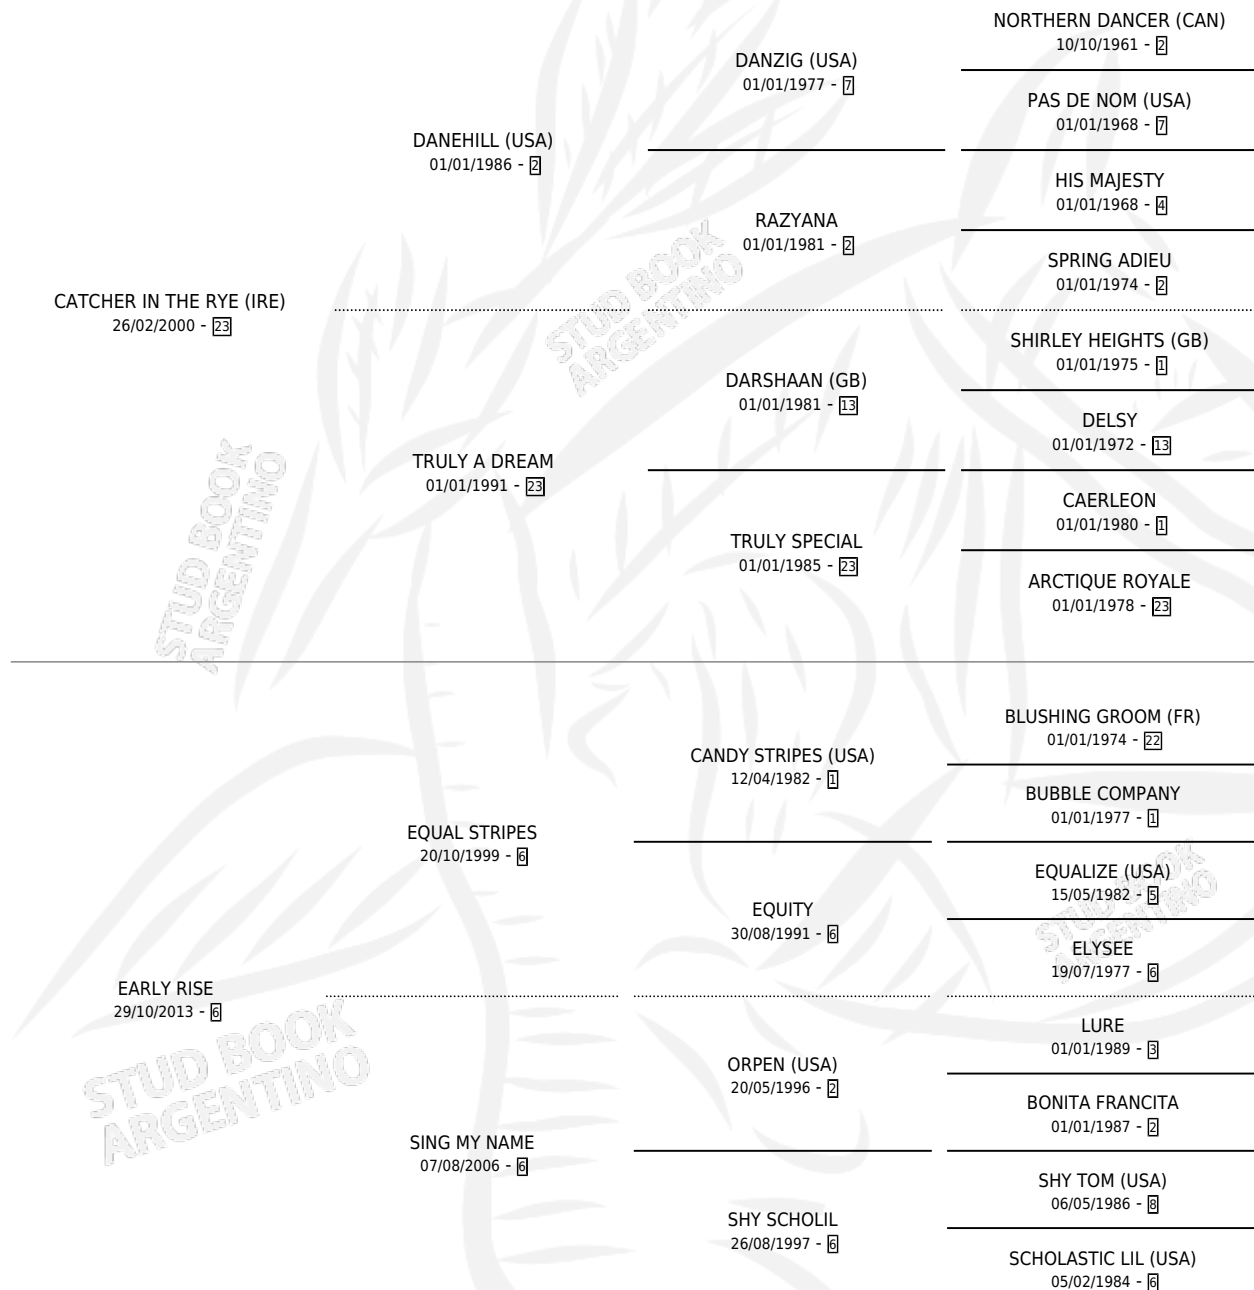 NORTHERN DANCER (CAN)
10/10/1961 - 2
DANZIG (USA)
01/01/1977 - 7
PAS DE NOM (USA)
01/01/1968 - 7
DANEHILL (USA)
01/01/1986 - 2
HIS MAJESTY
01/01/1968 - 4
RAZYANA
01/01/1981 - 2
SPRING ADIEU
01/01/1974 - 2
CATCHER IN THE RYE (IRE)
26/02/2000 - 23
SHIRLEY HEIGHTS (GB)
01/01/1975 - 1
DARSHAAN (GB)
01/01/1981 - 13
DELSY
01/01/1972 - 13
TRULY A DREAM
01/01/1991 - 23
CAERLEON
01/01/1980 - 1
TRULY SPECIAL
01/01/1985 - 23
ARCTIQUE ROYALE
01/01/1978 - 23
BLUSHING GROOM (FR)
01/01/1974 - 22
CANDY STRIPES (USA)
12/04/1982 - 1
BUBBLE COMPANY
01/01/1977 - 1
EQUAL STRIPES
20/10/1999 - 6
EQUALIZE (USA)
15/05/1982 - 5
EQUITY
30/08/1991 - 6
ELYSEE
19/07/1977 - 6
EARLY RISE
29/10/2013 - 6
LURE
01/01/1989 - 3
ORPEN (USA)
20/05/1996 - 2
BONITA FRANCITA
01/01/1987 - 2
SING MY NAME
07/08/2006 - 6
SHY TOM (USA)
06/05/1986 - 8
SHY SCHOLIL
26/08/1997 - 6
SCHOLASTIC LIL (USA)
05/02/1984 - 6
STUD BOOK
ARGENTINO
STUD BOOK
ARGENTINO
STUD BOOK
ARGENTINO
STUD BOOK
ARGENTINO